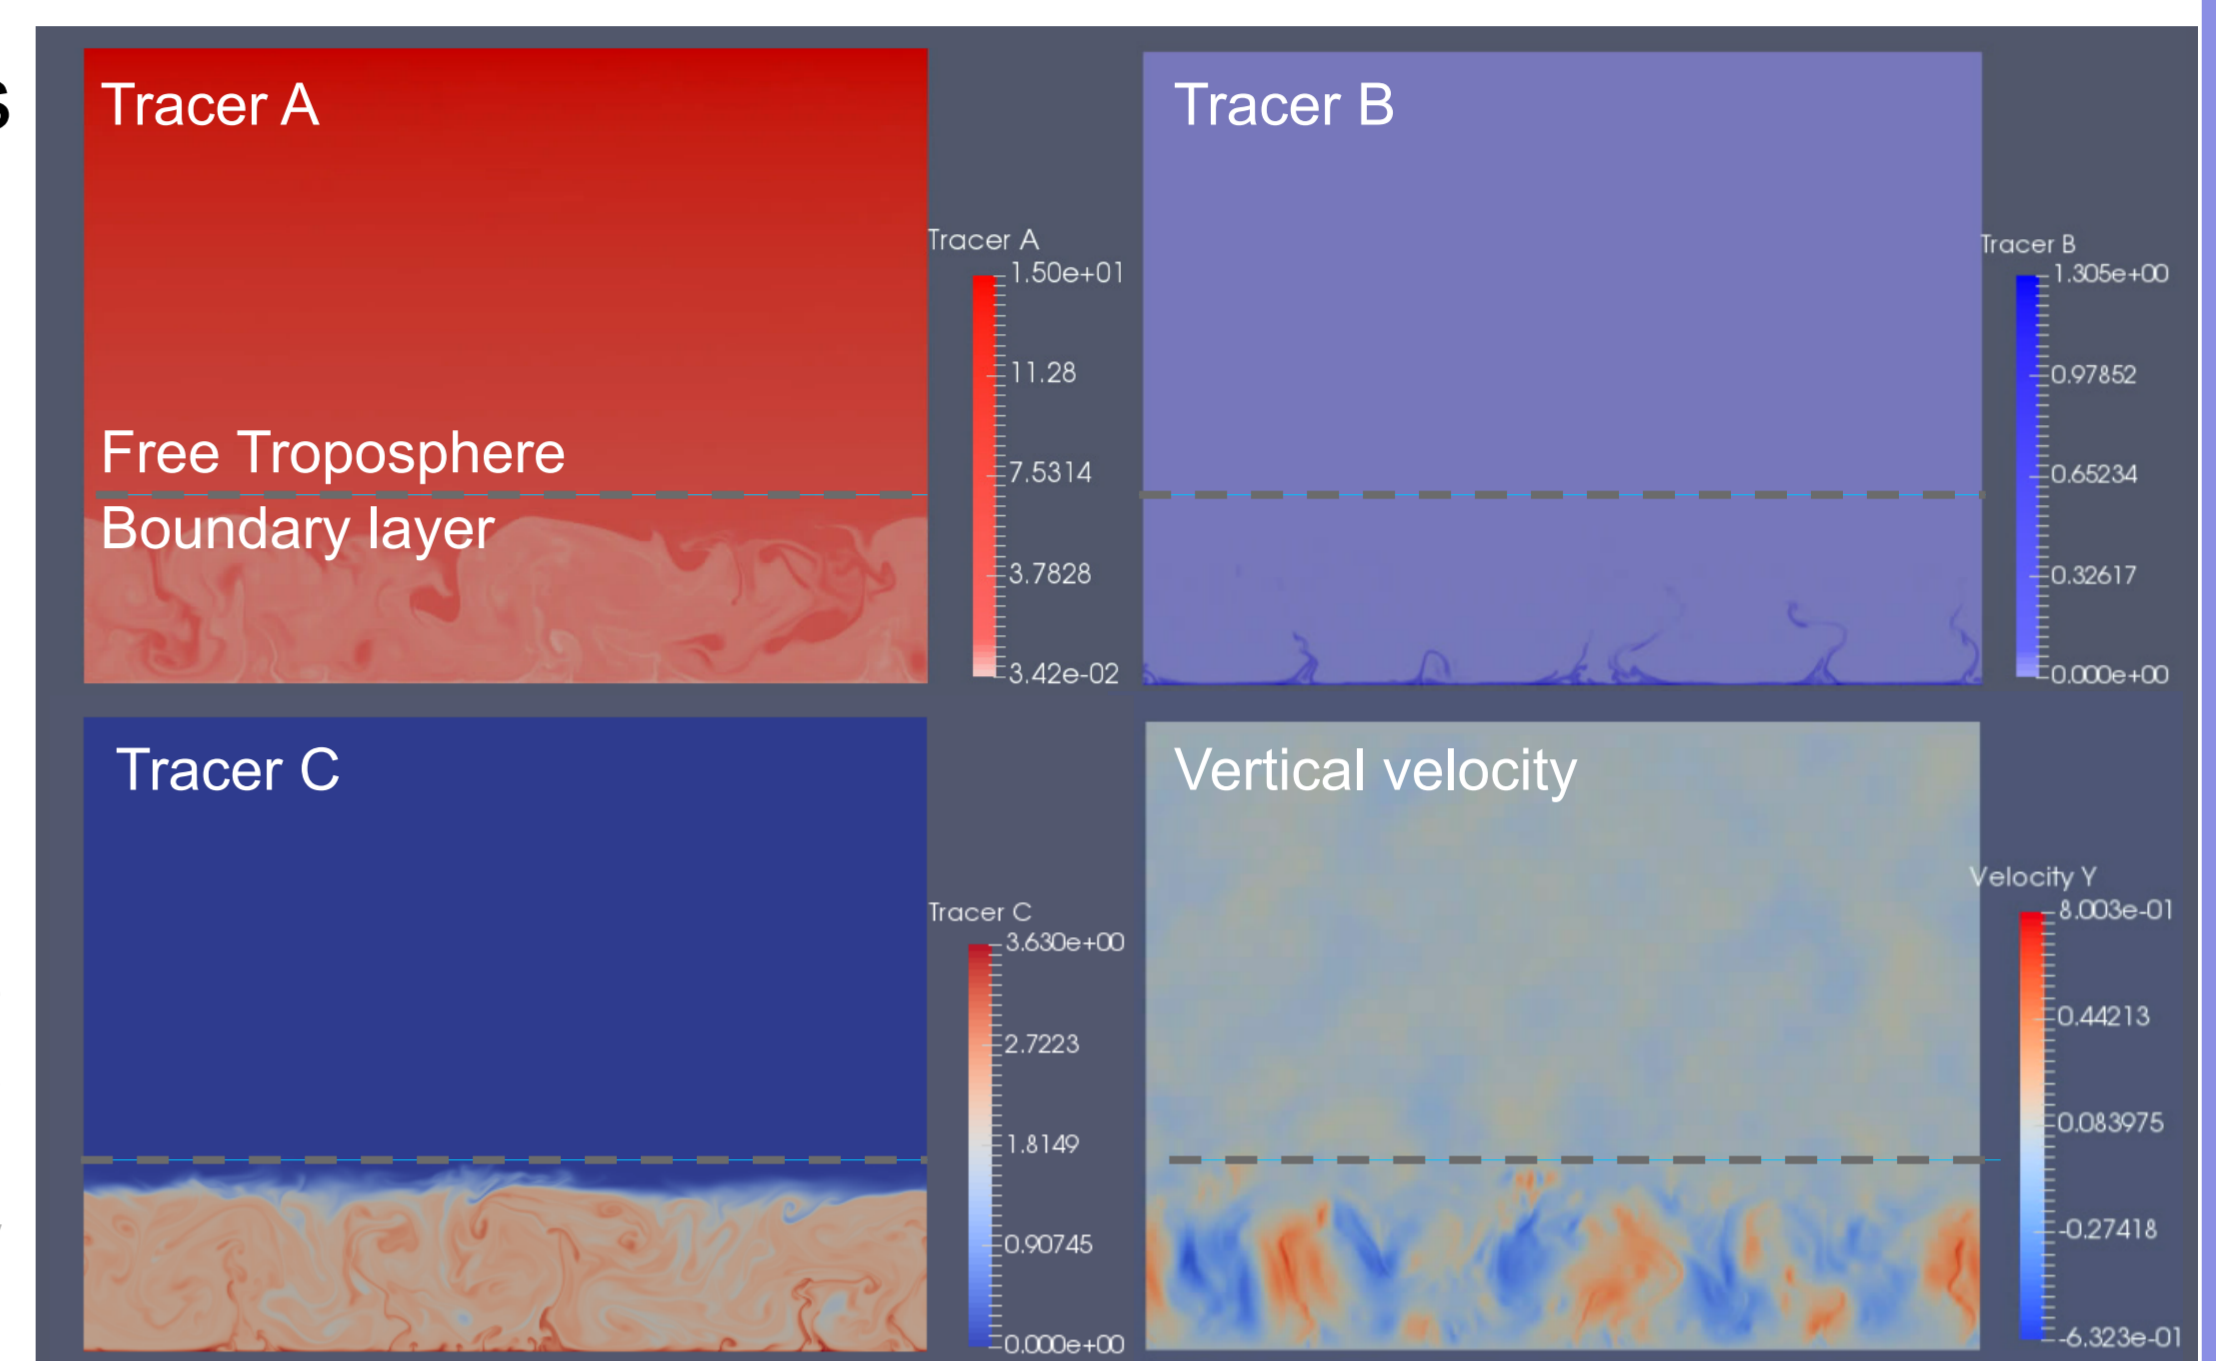 s
Tracer A
Tracer A
1.50e+01
11.28
7.5314
3.7828
3.42e-02
Free Troposphere
Boundary layer
Tracer B
Tracer B
1.305e+00
0.97852
0.65234
0.32617
0.000e+00
Tracer C
Tracer C
3.630e+00
2.7223
1.8149
0.90745
0.000e+00
Vertical velocity
Velocity Y
8.003e-01
0.44213
0.083975
-0.27418
-6.323e-01